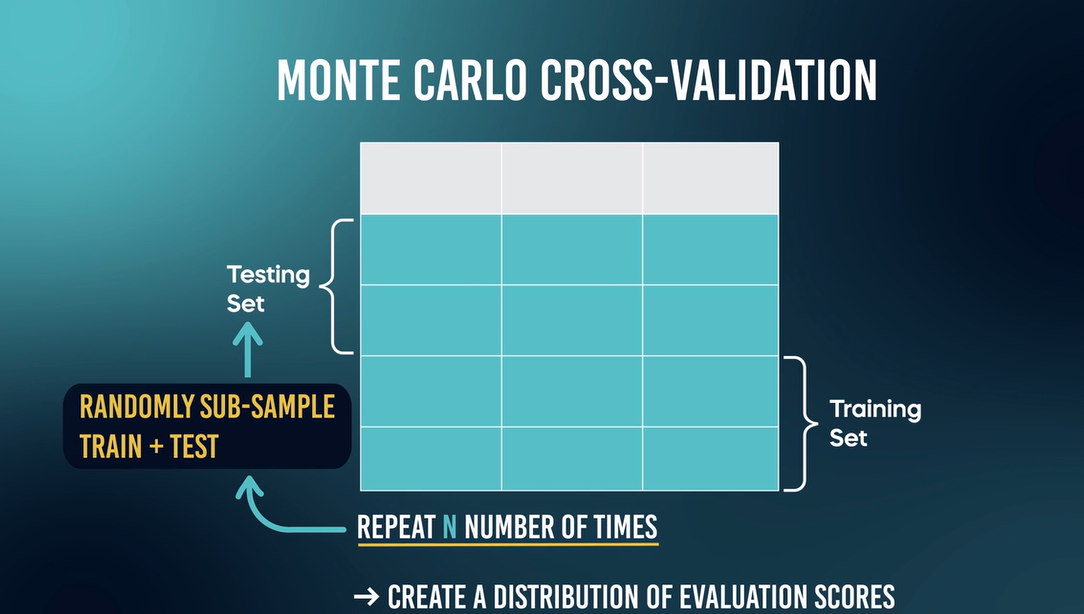 MONTE CARLO CROSS-VALIDATION
Testing
Set
RANDOMLY SUB-SAMPLE
TRAIN + TEST
Training
Set
REPEAT N NUMBER OF TIMES
→ CREATE A DISTRIBUTION OF EVALUATION SCORES